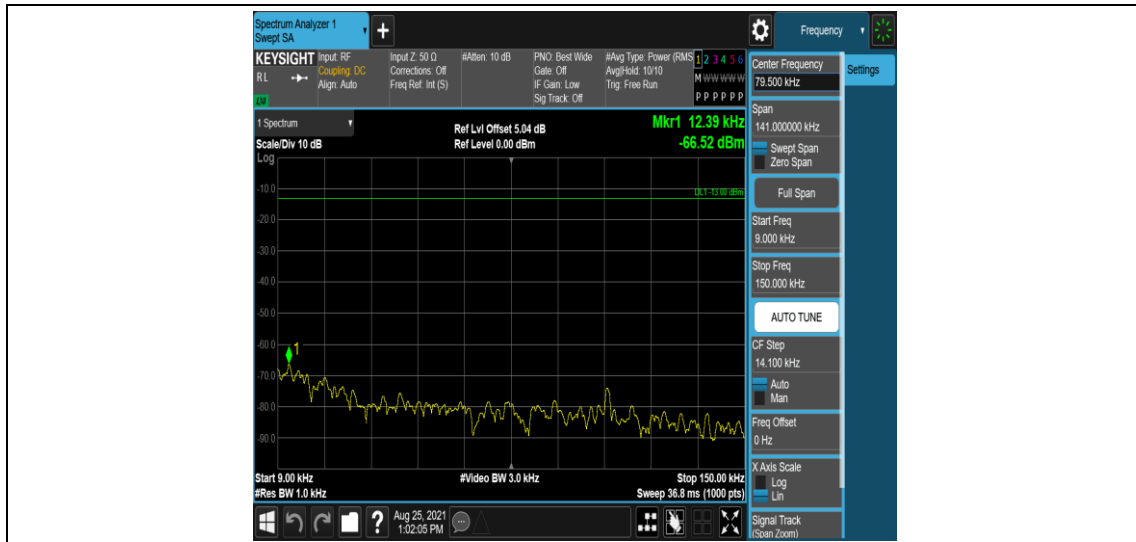 Spectrum Analyzer 1
Swept SA
+
Frequency
KEYSIGHT
RL
LXI
Input: RF
Coupling: DC
Align: Auto
Input Z: 50 Ω
Corrections: Off
Freq Ref: Int (S)
#Atten: 10 dB
PNO: Best Wide
Gate: Off
IF Gain: Low
Sig Track: Off
#Avg Type: Power (RMS
Avg|Hold: 10/10
Trig: Free Run
1 2 3 4 5 6
M W W W W W
P P P P P P
1 Spectrum
Scale/Div 10 dB
Log
Ref Lvl Offset 5.04 dB
Ref Level 0.00 dBm
Mkr1 12.39 kHz
-66.52 dBm
-10.0
DL1 -13.00 dBm
-20.0
-30.0
-40.0
-50.0
-60.0
1
-70.0
-80.0
-90.0
Start 9.00 kHz
#Video BW 3.0 kHz
Stop 150.00 kHz
#Res BW 1.0 kHz
Sweep 36.8 ms (1000 pts)
?
Aug 25, 2021
1:02:05 PM
Center Frequency
79.500 kHz
Settings
Span
141.000000 kHz
Swept Span
Zero Span
Full Span
Start Freq
9.000 kHz
Stop Freq
150.000 kHz
AUTO TUNE
CF Step
14.100 kHz
Auto
Man
Freq Offset
0 Hz
X Axis Scale
Log
Lin
Signal Track
(Span Zoom)